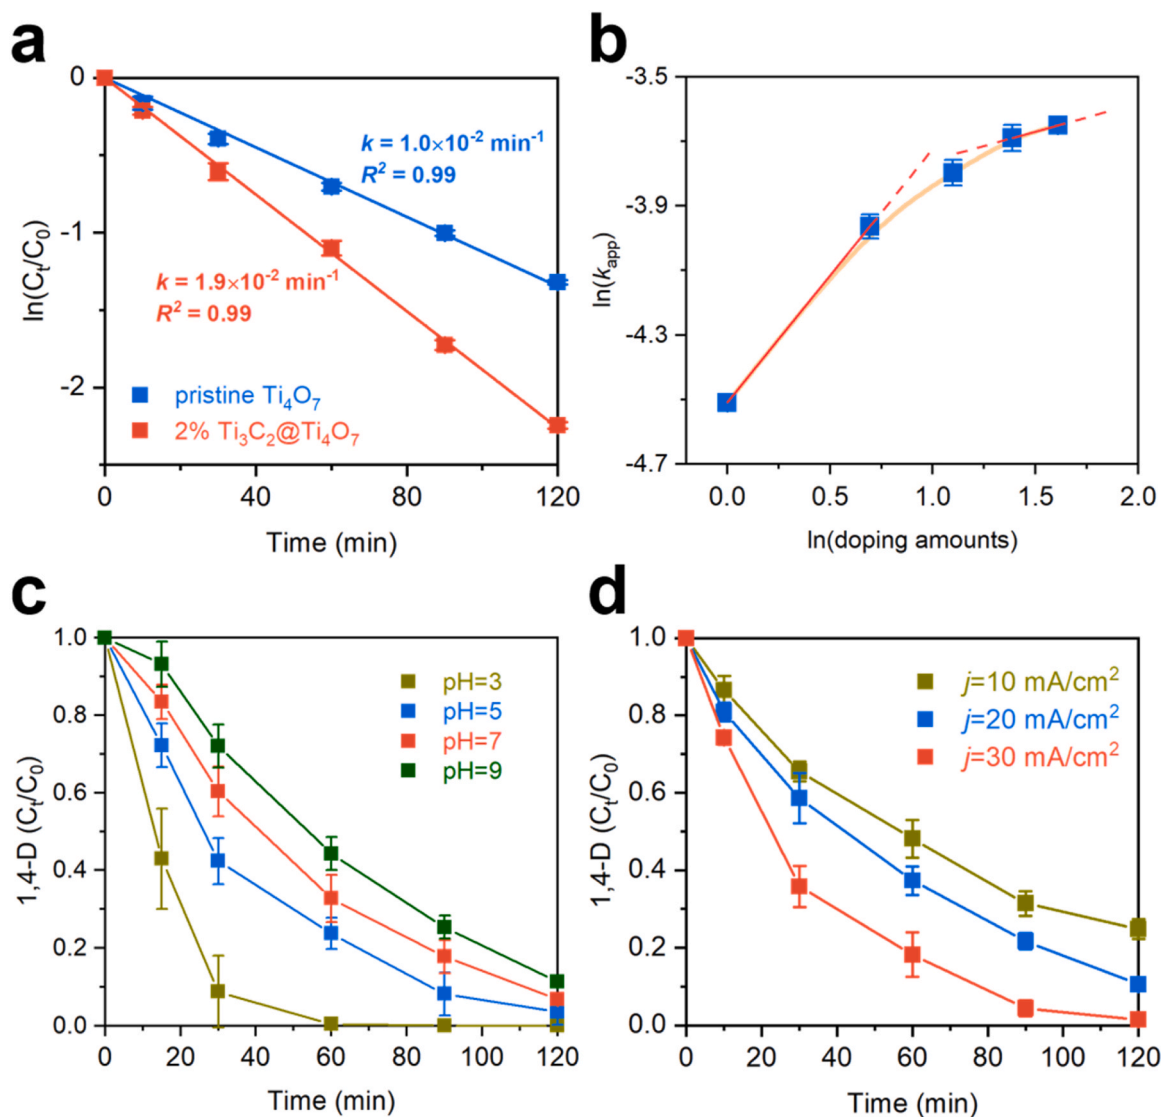 a
0
-1
-2
0
40
80
120
ln(Cₜ/C₀)
Time (min)
k = 1.0×10⁻² min⁻¹
R² = 0.99
k = 1.9×10⁻² min⁻¹
R² = 0.99
pristine Ti₄O₇
2% Ti₃C₂@Ti₄O₇
b
-3.5
-3.9
-4.3
-4.7
0.0
0.5
1.0
1.5
2.0
ln(k_app)
ln(doping amounts)
c
1.0
0.8
0.6
0.4
0.2
0.0
0
20
40
60
80
100
120
1,4-D (Cₜ/C₀)
Time (min)
pH=3
pH=5
pH=7
pH=9
d
1.0
0.8
0.6
0.4
0.2
0.0
0
20
40
60
80
100
120
1,4-D (Cₜ/C₀)
Time (min)
j=10 mA/cm²
j=20 mA/cm²
j=30 mA/cm²